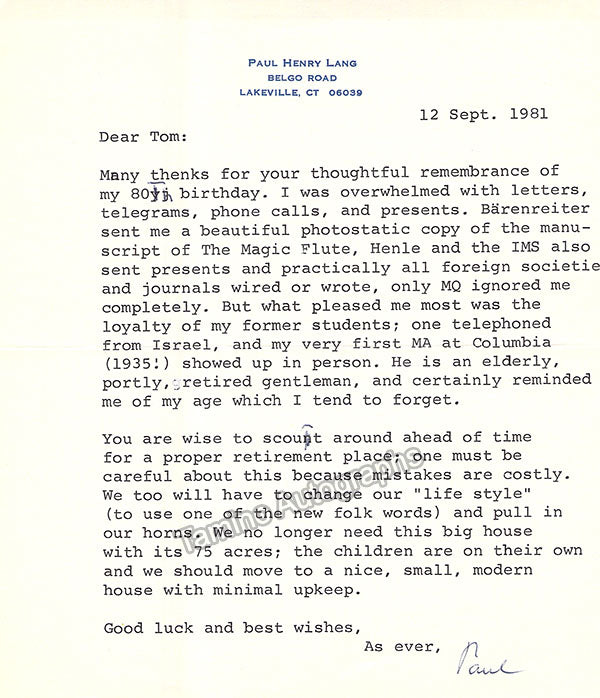 PAUL HENRY LANG
BELGO ROAD
LAKEVILLE, CT 06039
12 Sept. 1981
Dear Tom:
Many thanks for your thoughtful remembrance of
my 80th birthday. I was overwhelmed with letters,
telegrams, phone calls, and presents. Bärenreiter
sent me a beautiful photostatic copy of the manu-
script of The Magic Flute, Henle and the IMS also
sent presents and practically all foreign societie
and journals wired or wrote, only MQ ignored me
completely. But what pleased me most was the
loyalty of my former students; one telephoned
from Israel, and my very first MA at Columbia
(1935!) showed up in person. He is an elderly,
portly, retired gentleman, and certainly reminded
me of my age which I tend to forget.
You are wise to scout around ahead of time
for a proper retirement place; one must be
careful about this because mistakes are costly.
We too will have to change our "life style"
(to use one of the new folk words) and pull in
our horns. We no longer need this big house
with its 75 acres; the children are on their own
and we should move to a nice, small, modern
house with minimal upkeep.
Good luck and best wishes,
As ever,
Paul
Tamino Autographs